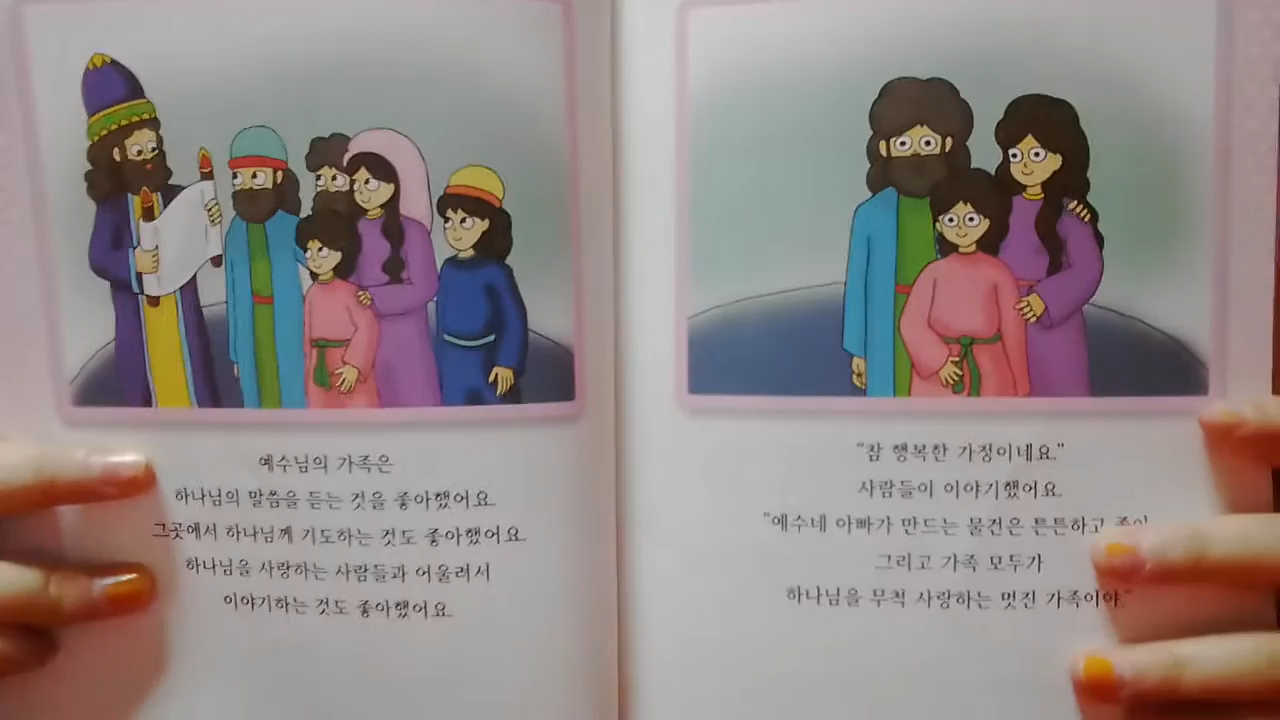 예수님의 가족은
하나님의 말씀을 듣는 것을 좋아했어요.
그곳에서 하나님께 기도하는 것도 좋아했어요.
하나님을 사랑하는 사람들과 어울려서
이야기하는 것도 좋아했어요.
"참 행복한 가정이네요."
사람들이 이야기했어요.
"예수네 아빠가 만드는 물건은 튼튼하고
그리고 가족 모두가
하나님을 무척 사랑하는 멋진 가족이야."